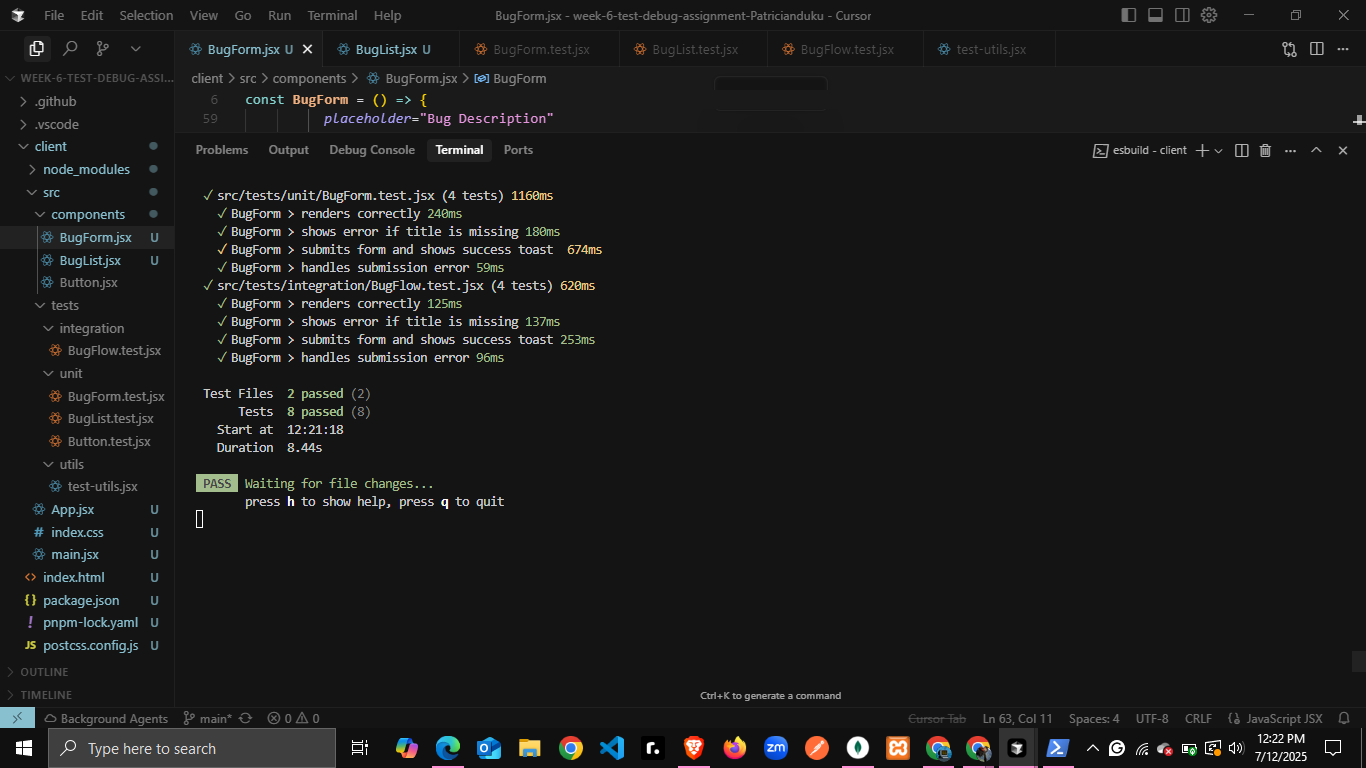 File Edit Selection View Go Run Terminal Help
BugForm.jsx - week-6-test-debug-assignment-Patricianduku - Cursor
BugForm.jsx U
BugList.jsx U
BugForm.test.jsx
BugList.test.jsx
BugFlow.test.jsx
test-utils.jsx
WEEK-6-TEST-DEBUG-ASSI...
.github
.vscode
client
node_modules
src
components
BugForm.jsx U
BugList.jsx U
Button.jsx
tests
integration
BugFlow.test.jsx
unit
BugForm.test.jsx
BugList.test.jsx
Button.test.jsx
utils
test-utils.jsx
App.jsx U
index.css U
main.jsx U
index.html U
package.json U
pnpm-lock.yaml U
postcss.config.js U
OUTLINE
TIMELINE
client > src > components > BugForm.jsx > BugForm
6 const BugForm = () => {
59 placeholder="Bug Description"
Problems Output Debug Console Terminal Ports
esbuild - client
✓ src/tests/unit/BugForm.test.jsx (4 tests) 1160ms
✓ BugForm > renders correctly 240ms
✓ BugForm > shows error if title is missing 180ms
✓ BugForm > submits form and shows success toast 674ms
✓ BugForm > handles submission error 59ms
✓ src/tests/integration/BugFlow.test.jsx (4 tests) 620ms
✓ BugForm > renders correctly 125ms
✓ BugForm > shows error if title is missing 137ms
✓ BugForm > submits form and shows success toast 253ms
✓ BugForm > handles submission error 96ms
Test Files 2 passed (2)
Tests 8 passed (8)
Start at 12:21:18
Duration 8.44s
PASS Waiting for file changes...
press h to show help, press q to quit
Ctrl+K to generate a command
Background Agents main* 0 0
Cursor Tab Ln 63, Col 11 Spaces: 4 UTF-8 CRLF JavaScript JSX
Type here to search
12:22 PM
7/12/2025